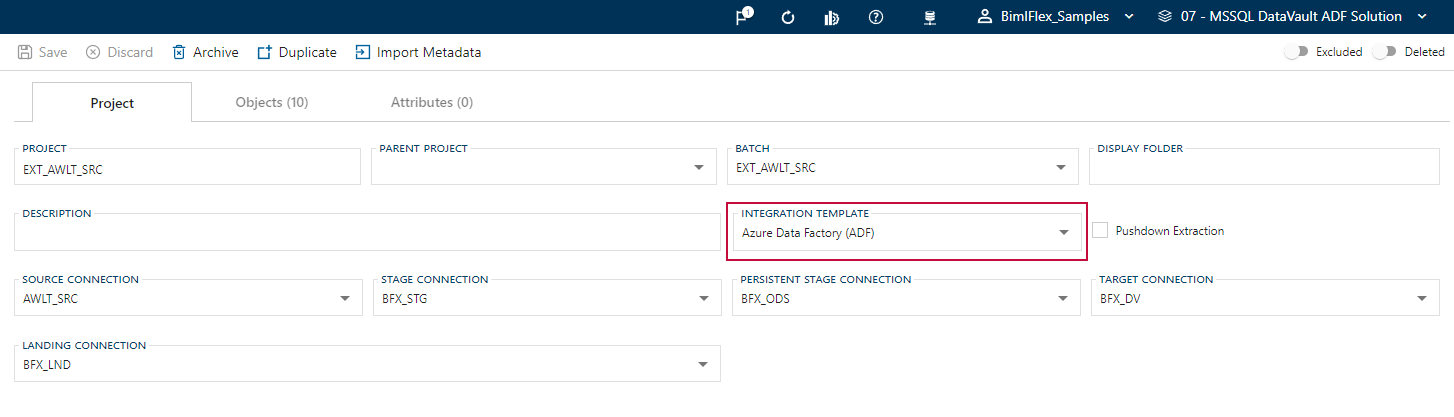 1
BimlFlex_Samples 07 - MSSQL DataVault ADF Solution
Save Discard Archive Duplicate Import Metadata Excluded Deleted
Project Objects (10) Attributes (0)
PROJECT PARENT PROJECT BATCH DISPLAY FOLDER
EXT_AWLT_SRC EXT_AWLT_SRC
DESCRIPTION INTEGRATION TEMPLATE
Azure Data Factory (ADF) Pushdown Extraction
SOURCE CONNECTION STAGE CONNECTION PERSISTENT STAGE CONNECTION TARGET CONNECTION
AWLT_SRC BFX_STG BFX_ODS BFX_DV
LANDING CONNECTION
BFX_LND